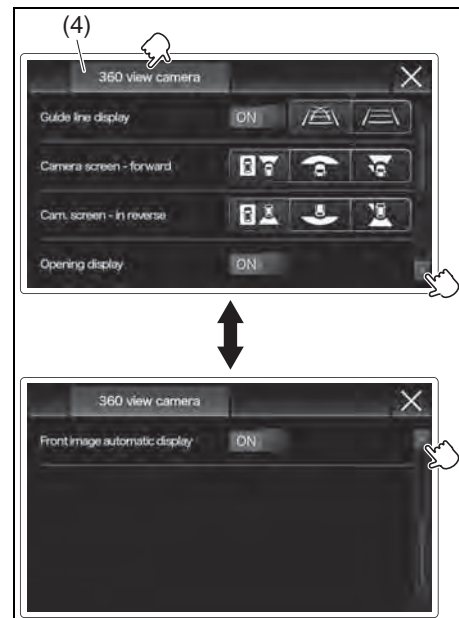 (4)
360 view camera
Guide line display ON
Camera screen - forward
Cam. screen - in reverse
Opening display ON
360 view camera
Front image automatic display ON